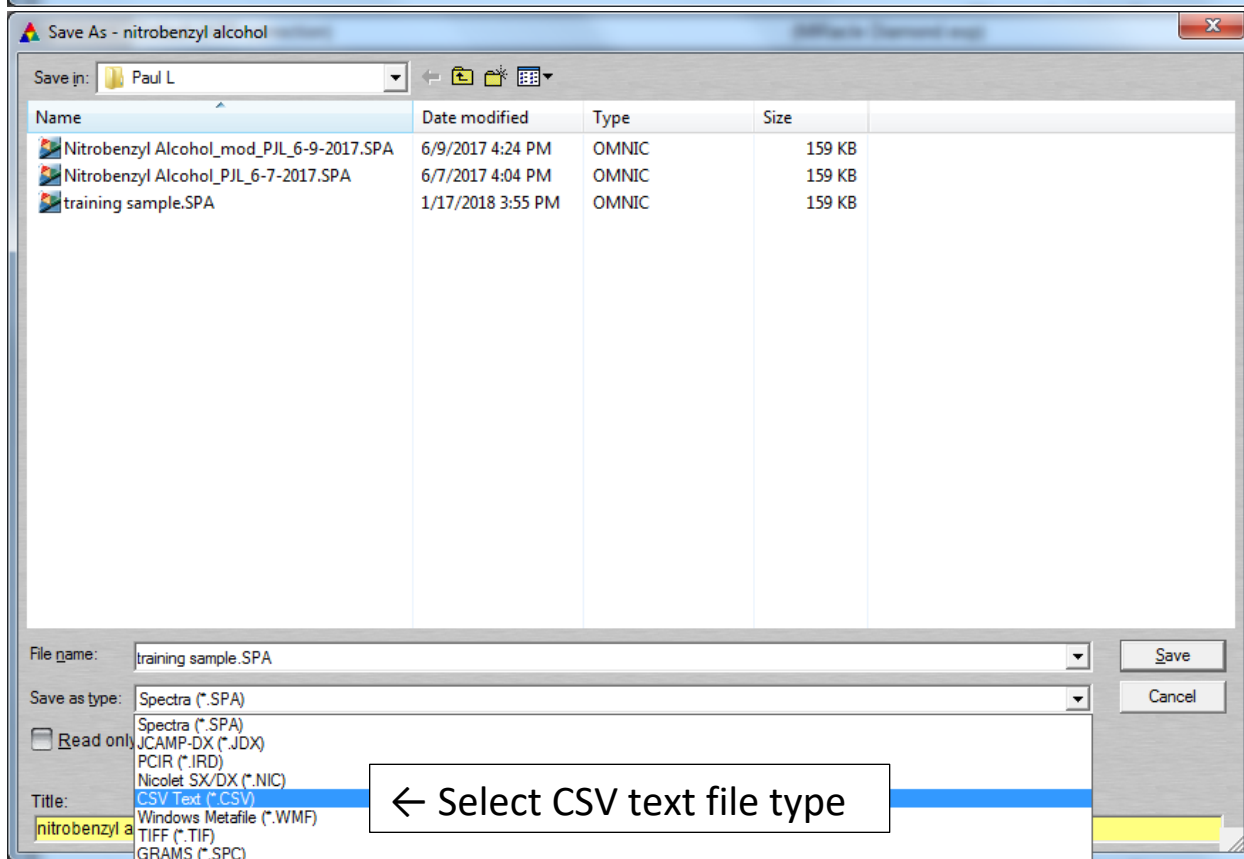 Save As - nitrobenzyl alcohol
Save in: Paul L
Name Date modified Type Size
Nitrobenzyl Alcohol_mod_PJL_6-9-2017.SPA 6/9/2017 4:24 PM OMNIC 159 KB
Nitrobenzyl Alcohol_PJL_6-7-2017.SPA 6/7/2017 4:04 PM OMNIC 159 KB
training sample.SPA 1/17/2018 3:55 PM OMNIC 159 KB
File name: training sample.SPA Save
Save as type: Spectra (*.SPA) Cancel
Spectra (*.SPA)
Read only JCAMP-DX (*.JDX)
PCIR (*.IRD)
Nicolet SX/DX (*.NIC)
Title: CSV Text (*.CSV) ← Select CSV text file type
Windows Metafile (*.WMF)
nitrobenzyl a TIFF (*.TIF)
GRAMS (*.SPC)